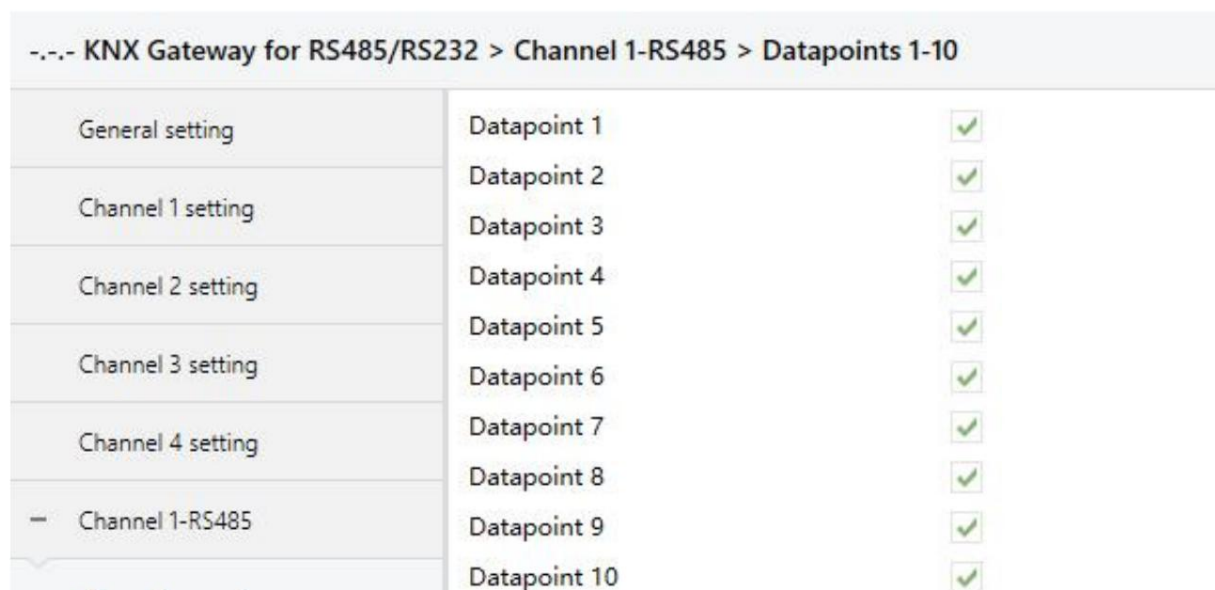 -.-.- KNX Gateway for RS485/RS232 > Channel 1-RS485 > Datapoints 1-10
General setting
Channel 1 setting
Channel 2 setting
Channel 3 setting
Channel 4 setting
– Channel 1-RS485
Datapoint 1
Datapoint 2
Datapoint 3
Datapoint 4
Datapoint 5
Datapoint 6
Datapoint 7
Datapoint 8
Datapoint 9
Datapoint 10